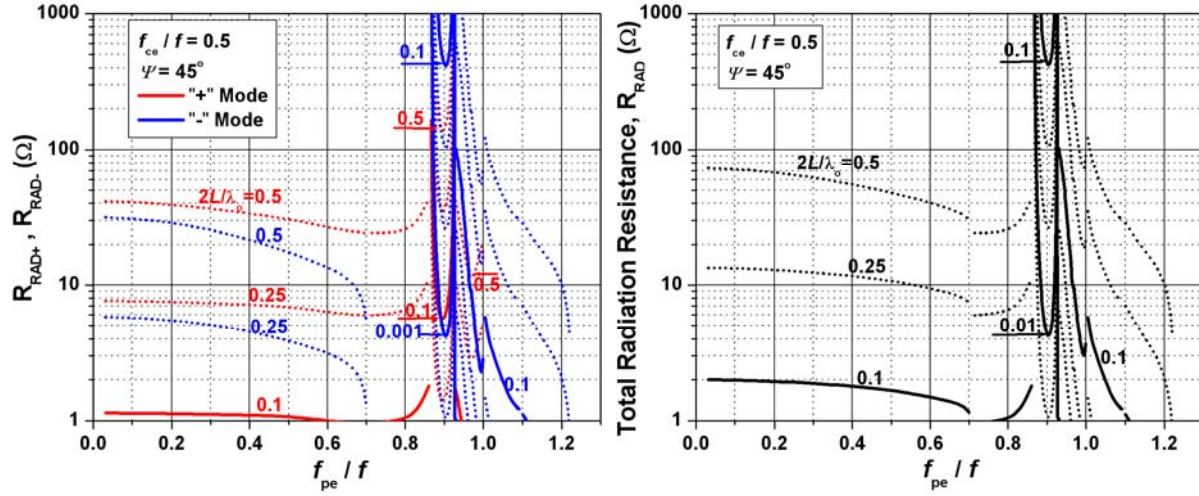 1000
100
10
1
R_RAD+ , R_RAD- (Ω)
f_ce / f = 0.5
Ψ = 45°
"+" Mode
"-" Mode
0.1
0.5
2L/λ_o=0.5
0.5
0.5
0.25
0.1
0.25
0.001
0.1
0.1
0.0 0.2 0.4 0.6 0.8 1.0 1.2
f_pe / f
Total Radiation Resistance, R_RAD (Ω)
1000
100
10
1
f_ce / f = 0.5
Ψ = 45°
0.1
2L/λ_o=0.5
0.25
0.01
0.1
0.1
0.0 0.2 0.4 0.6 0.8 1.0 1.2
f_pe / f